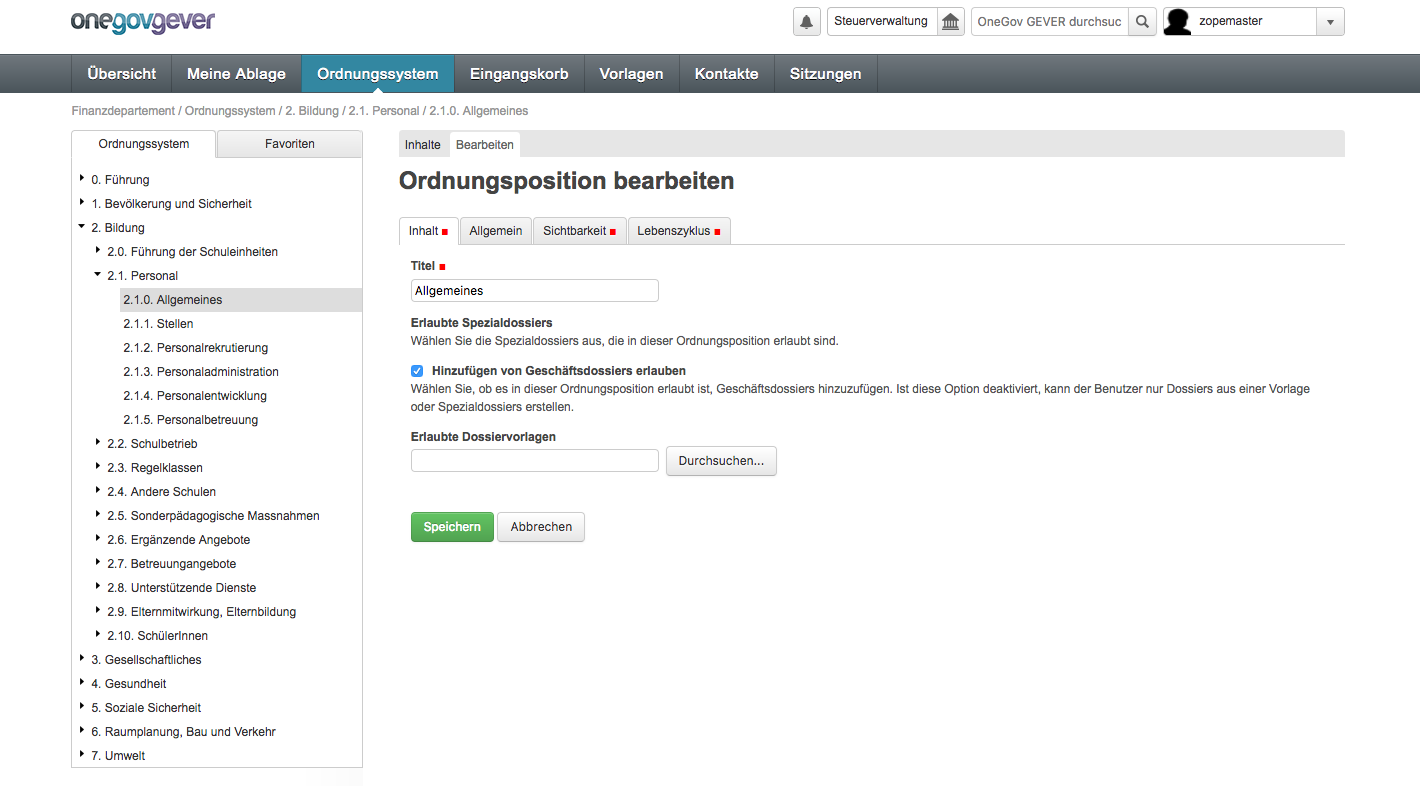 onegovgever
Steuerverwaltung
OneGov GEVER durchsuc
zopemaster
Übersicht
Meine Ablage
Ordnungssystem
Eingangskorb
Vorlagen
Kontakte
Sitzungen
Finanzdepartement / Ordnungssystem / 2. Bildung / 2.1. Personal / 2.1.0. Allgemeines
Ordnungssystem
Favoriten
0. Führung
1. Bevölkerung und Sicherheit
2. Bildung
2.0. Führung der Schuleinheiten
2.1. Personal
2.1.0. Allgemeines
2.1.1. Stellen
2.1.2. Personalrekrutierung
2.1.3. Personaladministration
2.1.4. Personalentwicklung
2.1.5. Personalbetreuung
2.2. Schulbetrieb
2.3. Regelklassen
2.4. Andere Schulen
2.5. Sonderpädagogische Massnahmen
2.6. Ergänzende Angebote
2.7. Betreuungangebote
2.8. Unterstützende Dienste
2.9. Elternmitwirkung, Elternbildung
2.10. SchülerInnen
3. Gesellschaftliches
4. Gesundheit
5. Soziale Sicherheit
6. Raumplanung, Bau und Verkehr
7. Umwelt
Inhalte
Bearbeiten
Ordnungsposition bearbeiten
Inhalt
Allgemein
Sichtbarkeit
Lebenszyklus
Titel
Allgemeines
Erlaubte Spezialdossiers
Wählen Sie die Spezialdossiers aus, die in dieser Ordnungsposition erlaubt sind.
Hinzufügen von Geschäftsdossiers erlauben
Wählen Sie, ob es in dieser Ordnungsposition erlaubt ist, Geschäftsdossiers hinzuzufügen. Ist diese Option deaktiviert, kann der Benutzer nur Dossiers aus einer Vorlage
oder Spezialdossiers erstellen.
Erlaubte Dossiervorlagen
Durchsuchen...
Speichern
Abbrechen